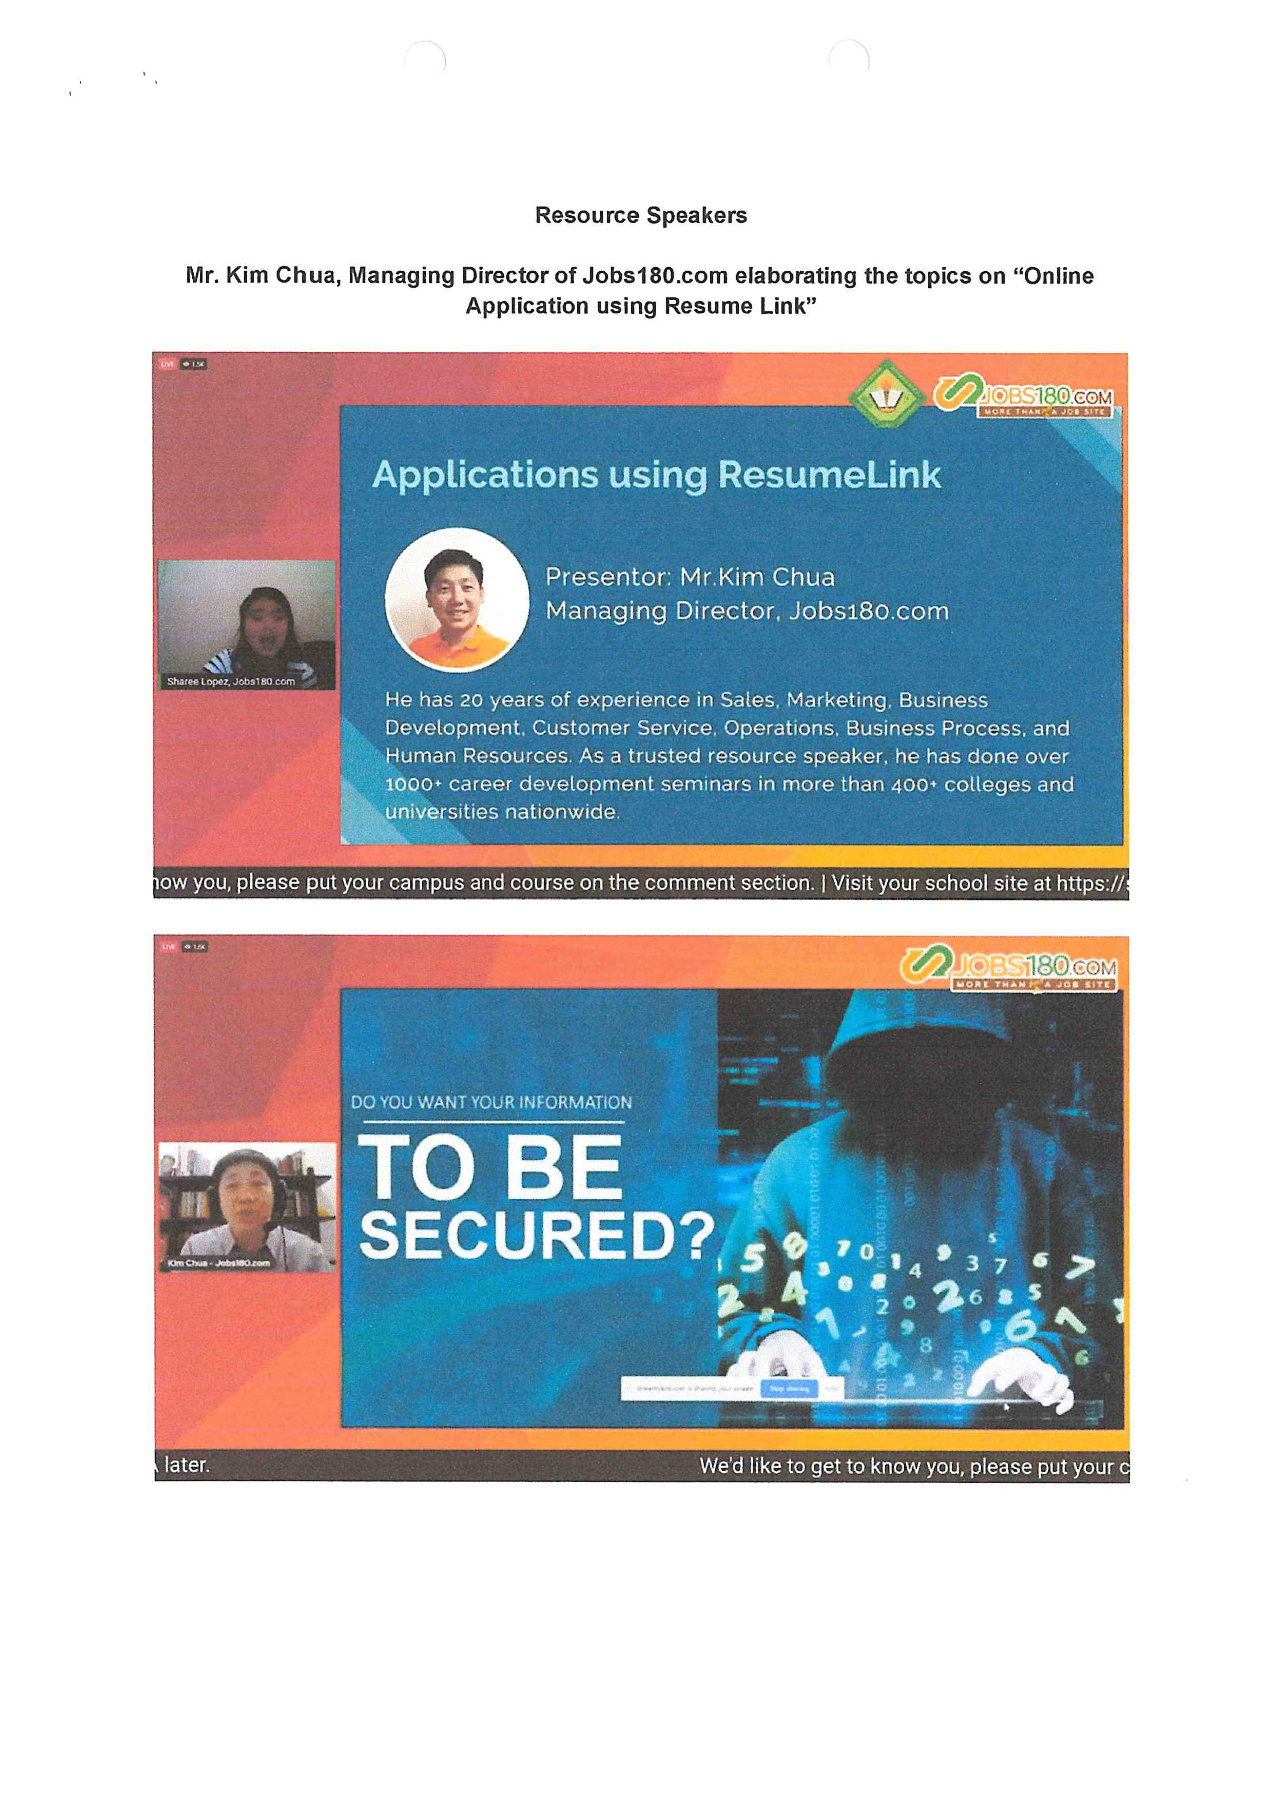 Resource Speakers
Mr. Kim Chua, Managing Director of Jobs180.com elaborating the topics on “Online
Application using Resume Link”
LIVE 1.5K
JOBS180.COM
MORE THAN A JOB SITE
Applications using ResumeLink
Presentor: Mr.Kim Chua
Managing Director, Jobs180.com
Sharee Lopez, Jobs180.com
He has 20 years of experience in Sales, Marketing, Business
Development, Customer Service, Operations, Business Process, and
Human Resources. As a trusted resource speaker, he has done over
1000+ career development seminars in more than 400+ colleges and
universities nationwide.
now you, please put your campus and course on the comment section. | Visit your school site at https://
LIVE 1.5K
JOBS180.COM
MORE THAN A JOB SITE
DO YOU WANT YOUR INFORMATION
TO BE
SECURED?
Kim Chua - Jobs180.com
Stop sharing
later. We'd like to get to know you, please put your c